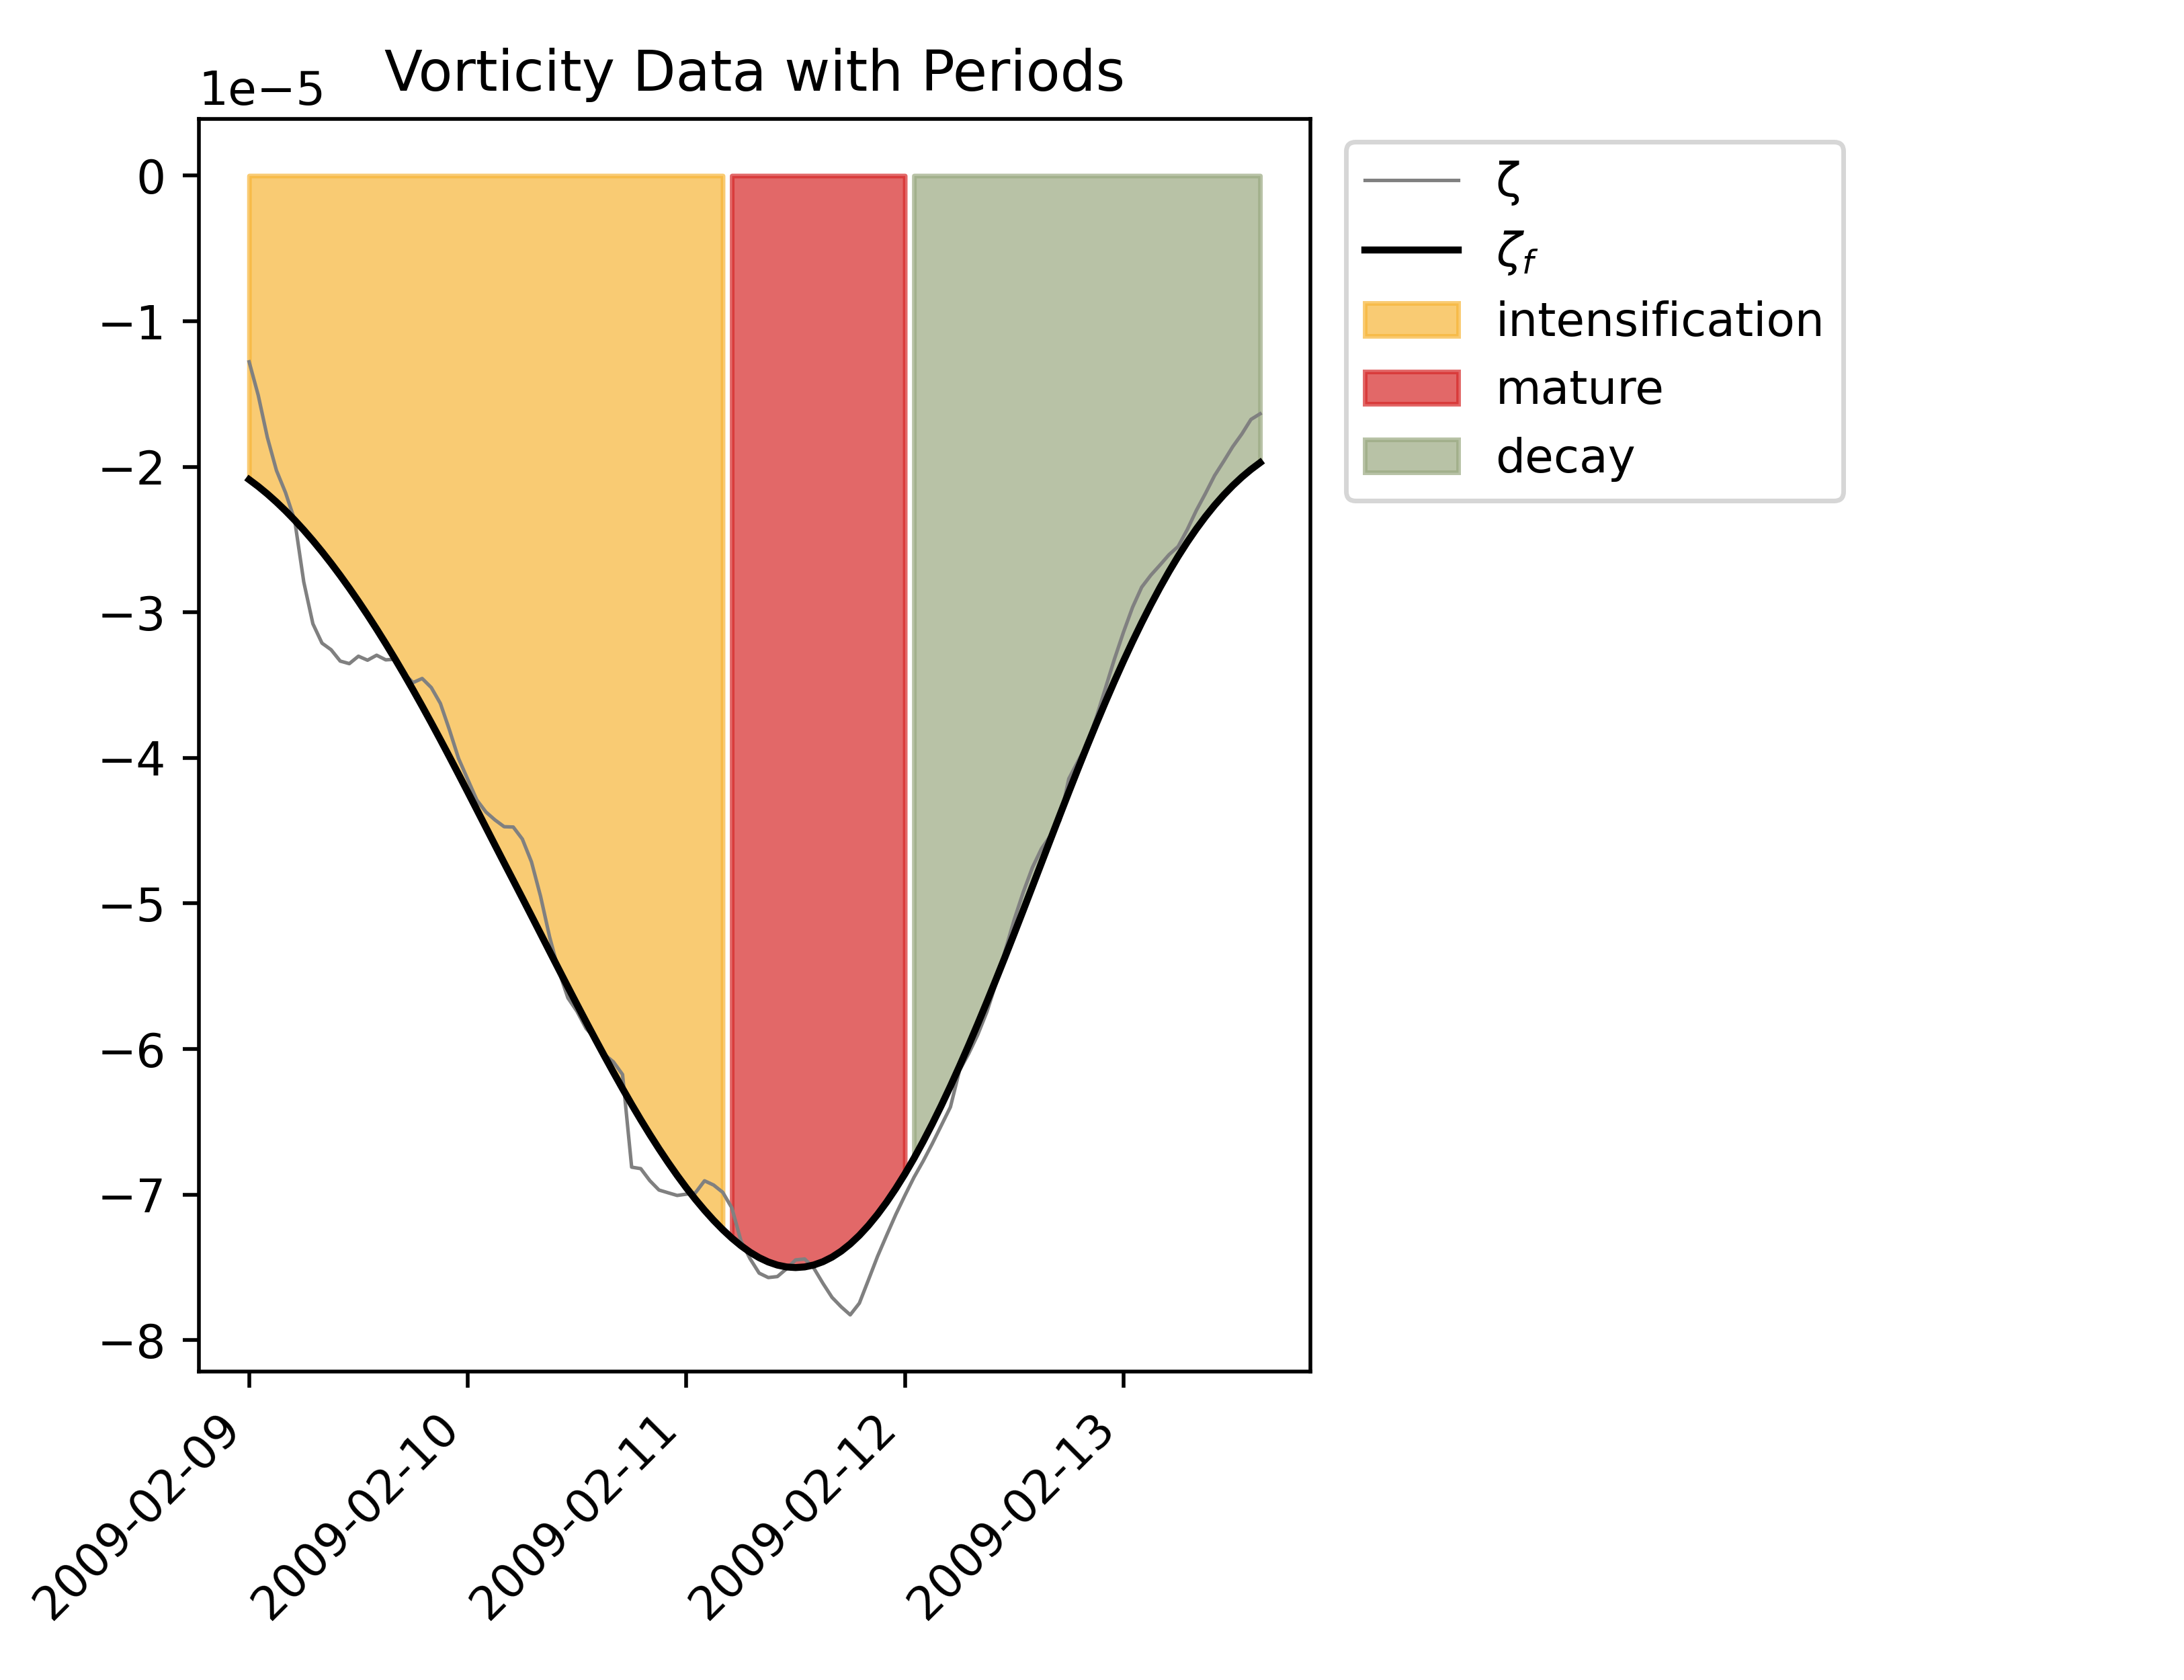 Vorticity Data with Periods
1e−5
0
−1
−2
−3
−4
−5
−6
−7
−8
2009-02-09
2009-02-10
2009-02-11
2009-02-12
2009-02-13
ζ
ζf
intensification
mature
decay